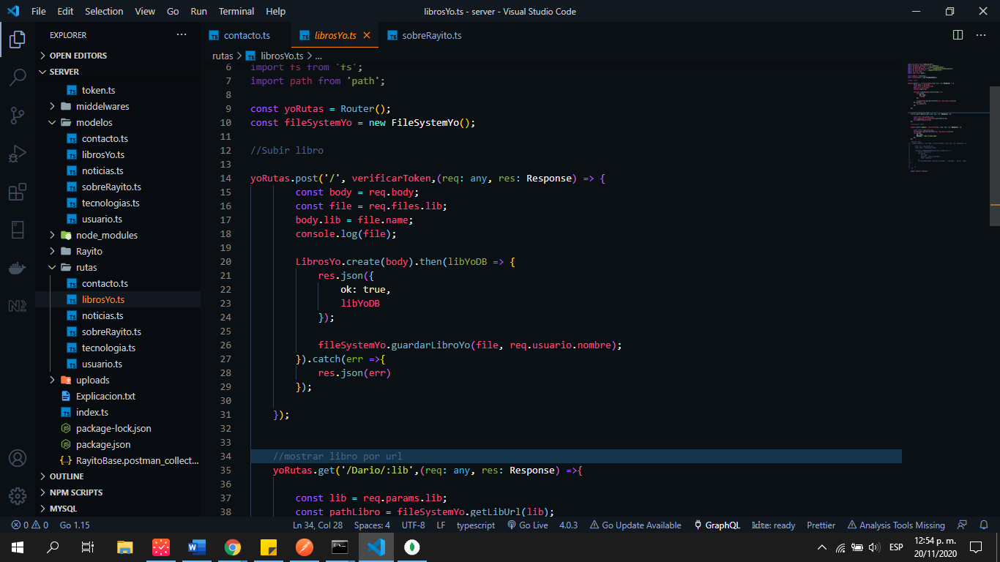 File Edit Selection View Go Run Terminal Help librosYo.ts - server - Visual Studio Code
EXPLORER
OPEN EDITORS
SERVER
token.ts
middelwares
modelos
contacto.ts
librosYo.ts
noticias.ts
sobreRayito.ts
tecnologias.ts
usuario.ts
node_modules
Rayito
rutas
contacto.ts
librosYo.ts
noticias.ts
sobreRayito.ts
tecnologia.ts
usuario.ts
uploads
Explicacion.txt
index.ts
package-lock.json
package.json
RayitoBase.postman_collect...
OUTLINE
NPM SCRIPTS
MYSQL
contacto.ts librosYo.ts sobreRayito.ts
rutas > librosYo.ts > ...
6 import fs from 'fs';
7 import path from 'path';
8
9 const yoRutas = Router();
10 const fileSystemYo = new FileSystemYo();
11
12 //Subir libro
13
14 yoRutas.post('/', verificarToken,(req: any, res: Response) => {
15 const body = req.body;
16 const file = req.files.lib;
17 body.lib = file.name;
18 console.log(file);
19
20 LibrosYo.create(body).then(libYoDB => {
21 res.json({
22 ok: true,
23 libYoDB
24 });
25
26 fileSystemYo.guardarLibroYo(file, req.usuario.nombre);
27 }).catch(err =>{
28 res.json(err)
29 });
30
31 });
32
33
34 //mostrar libro por url
35 yoRutas.get('/Dario/:lib',(req: any, res: Response) =>{
36
37 const lib = req.params.lib;
38 const pathLibro = fileSystemYo.getLibUrl(lib);
0 0 Go 1.15 Ln 34, Col 28 Spaces: 4 UTF-8 LF typescript Go Live 4.0.3 Go Update Available GraphQL kite: ready Prettier Analysis Tools Missing
ESP
12:54 p. m.
20/11/2020